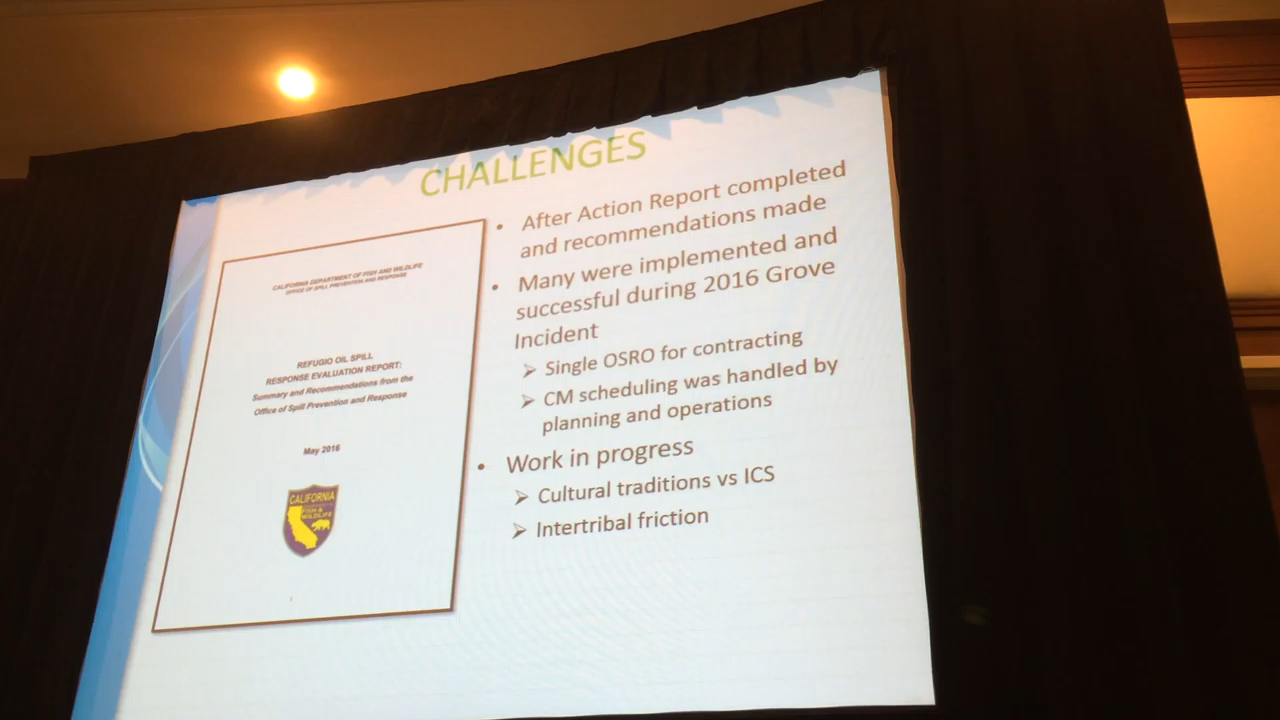 CHALLENGES
CALIFORNIA DEPARTMENT OF FISH AND WILDLIFE
OFFICE OF SPILL PREVENTION AND RESPONSE
REFUGIO OIL SPILL
RESPONSE EVALUATION REPORT:
Summary and Recommendations from the
Office of Spill Prevention and Response
May 2016
CALIFORNIA
FISH &
WILDLIFE
• After Action Report completed
and recommendations made
• Many were implemented and
successful during 2016 Grove
Incident
➢ Single OSRO for contracting
➢ CM scheduling was handled by
planning and operations
• Work in progress
➢ Cultural traditions vs ICS
➢ Intertribal friction